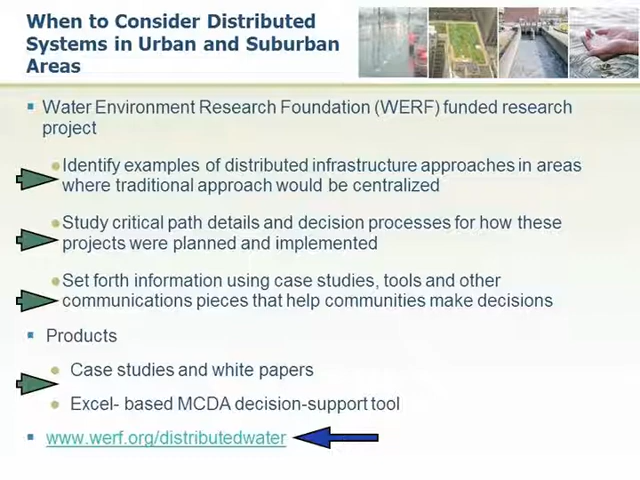 When to Consider Distributed
Systems in Urban and Suburban
Areas
Water Environment Research Foundation (WERF) funded research
project
Identify examples of distributed infrastructure approaches in areas
where traditional approach would be centralized
Study critical path details and decision processes for how these
projects were planned and implemented
Set forth information using case studies, tools and other
communications pieces that help communities make decisions
Products
Case studies and white papers
Excel- based MCDA decision-support tool
www.werf.org/distributedwater